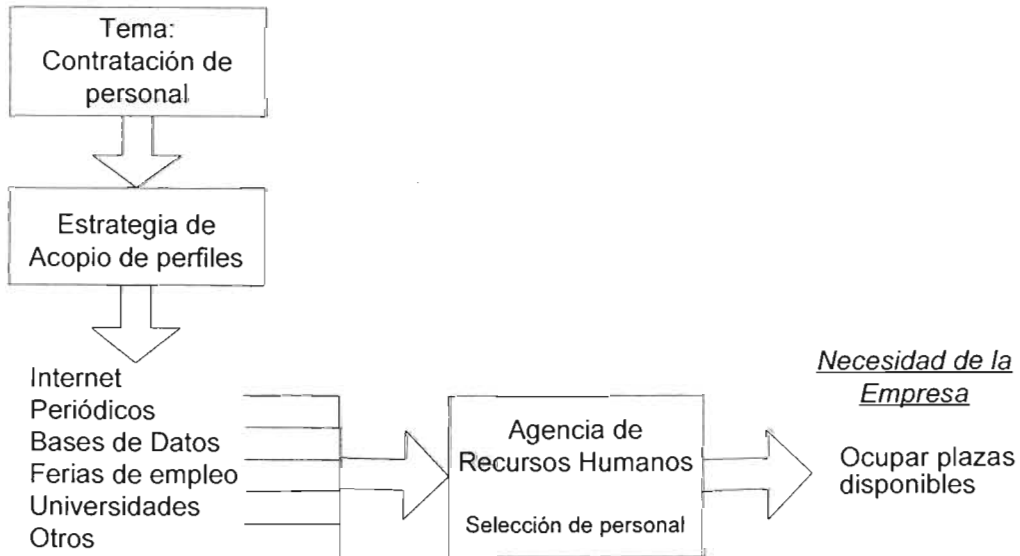 Tema:
Contratación de
personal
Estrategia de
Acopio de perfiles
Internet
Periódicos
Bases de Datos
Ferias de empleo
Universidades
Otros
Agencia de
Recursos Humanos
Selección de personal
Necesidad de la
Empresa
Ocupar plazas
disponibles